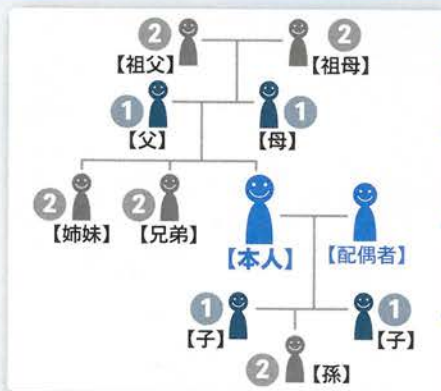 2 2
【祖父】 【祖母】
1 1
【父】 【母】
2 2
【姉妹】 【兄弟】 【本人】 【配偶者】
1 1
【子】 【子】
2 【孫】